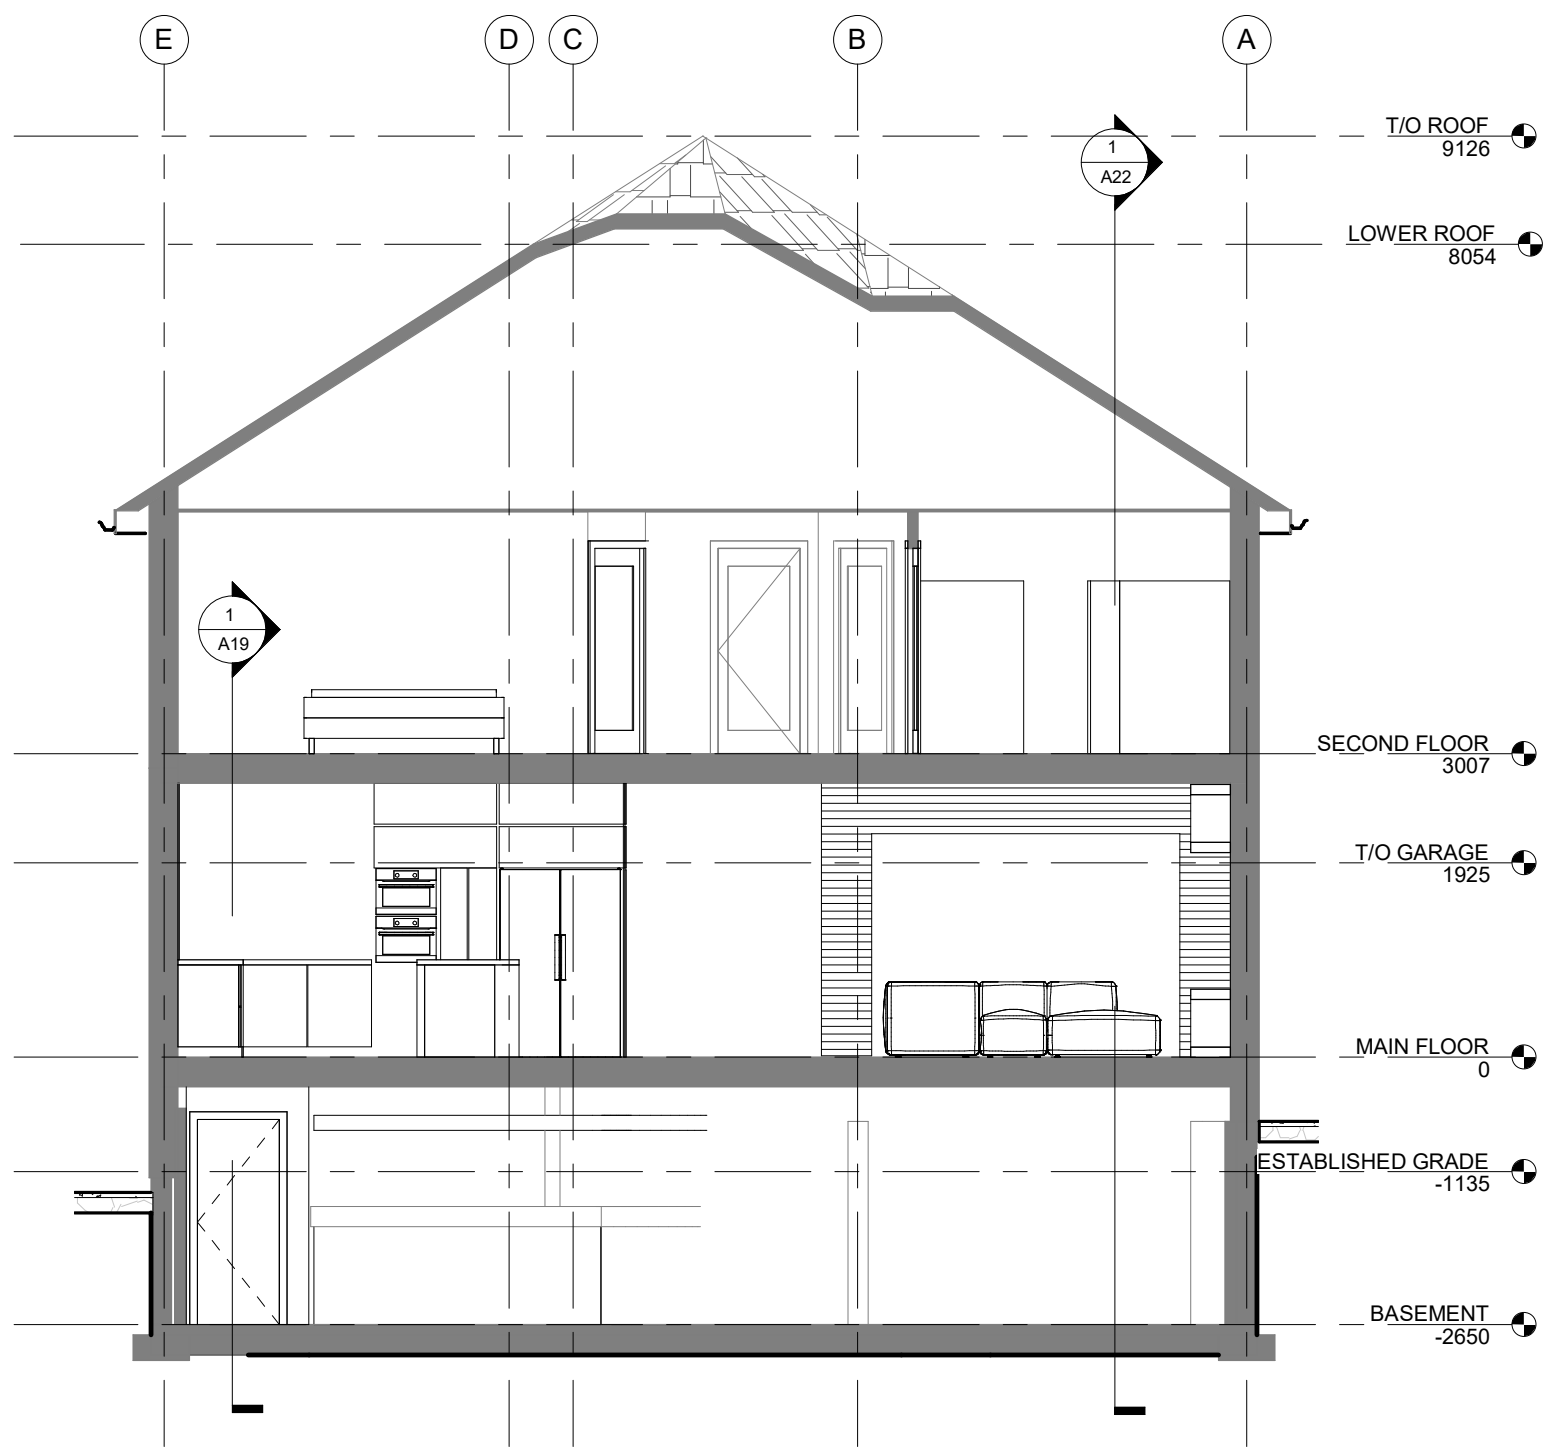 E
D
C
B
A
T/O ROOF
9126
1
A22
LOWER ROOF
8054
1
A19
SECOND FLOOR
3007
T/O GARAGE
1925
MAIN FLOOR
0
ESTABLISHED GRADE
-1135
BASEMENT
-2650